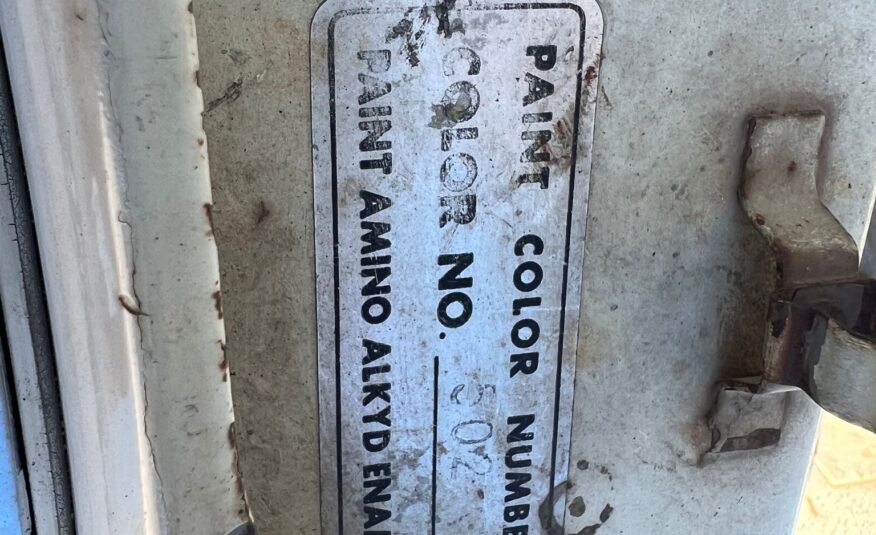 PAINT COLOR NUMBE
COLOR NO. 502
PAINT AMINO ALKYD ENA